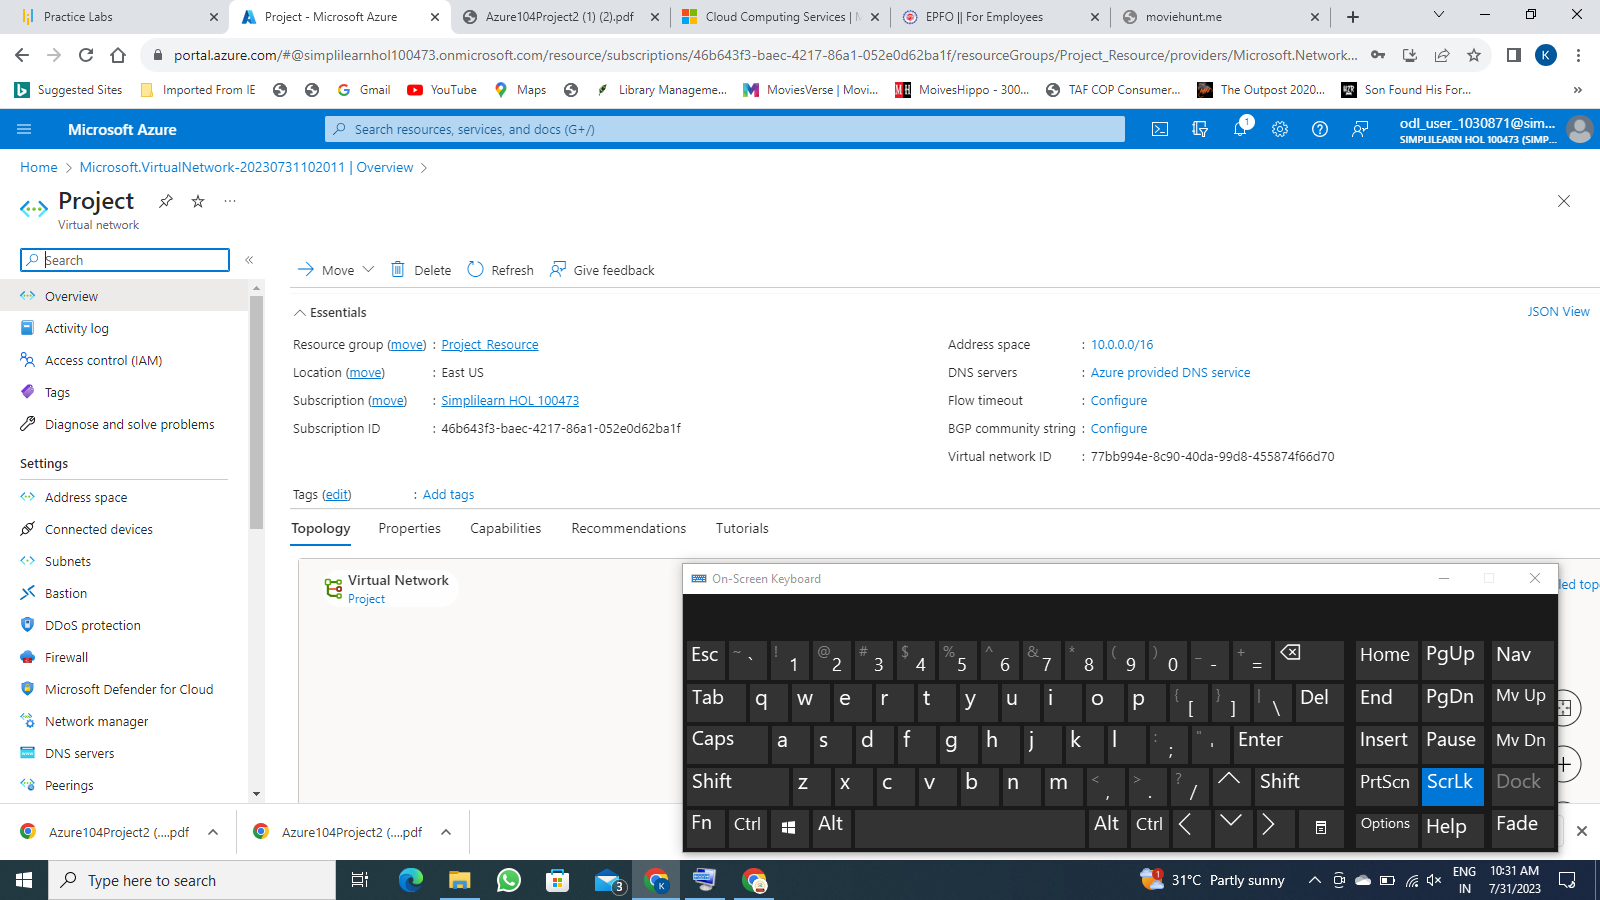 Practice Labs
Project - Microsoft Azure
Azure104Project2 (1) (2).pdf
Cloud Computing Services | M
EPFO || For Employees
moviehunt.me
portal.azure.com/#@simplilearnhol100473.onmicrosoft.com/resource/subscriptions/46b643f3-baec-4217-86a1-052e0d62ba1f/resourceGroups/Project_Resource/providers/Microsoft.Network...
K
Suggested Sites
Imported From IE
Gmail
YouTube
Maps
Library Manageme...
MoviesVerse | Movi...
MoivesHippo - 300...
TAF COP Consumer...
The Outpost 2020...
Son Found His For...
»
Microsoft Azure
Search resources, services, and docs (G+/)
1
odl_user_1030871@sim...
SIMPLILEARN HOL 100473 (SIMP...
Home > Microsoft.VirtualNetwork-20230731102011 | Overview >
Project
...
Virtual network
Search
«
Move
Delete
Refresh
Give feedback
Overview
Activity log
Access control (IAM)
Tags
Diagnose and solve problems
Settings
Address space
Connected devices
Subnets
Bastion
DDoS protection
Firewall
Microsoft Defender for Cloud
Network manager
DNS servers
Peerings
Essentials
JSON View
Resource group (move) : Project_Resource
Location (move) : East US
Subscription (move) : Simplilearn HOL 100473
Subscription ID : 46b643f3-baec-4217-86a1-052e0d62ba1f
Address space : 10.0.0.0/16
DNS servers : Azure provided DNS service
Flow timeout : Configure
BGP community string : Configure
Virtual network ID : 77bb994e-8c90-40da-99d8-455874f66d70
Tags (edit) : Add tags
Topology
Properties
Capabilities
Recommendations
Tutorials
Virtual Network
Project
On-Screen Keyboard
Esc ~ ` ! 1 @ 2 # 3 $ 4 % 5 ^ 6 & 7 * 8 ( 9 ) 0 _ - + = Home PgUp Nav
Tab q w e r t y u i o p { [ } ] | \ Del End PgDn Mv Up
Caps a s d f g h j k l : ; " ' Enter Insert Pause Mv Dn
Shift z x c v b n m < , > . ? / Shift PrtScn ScrLk Dock
Fn Ctrl Alt Alt Ctrl Options Help Fade
Azure104Project2 (....pdf
Azure104Project2 (....pdf
Type here to search
3
K
1
31°C Partly sunny
ENG
IN
10:31 AM
7/31/2023